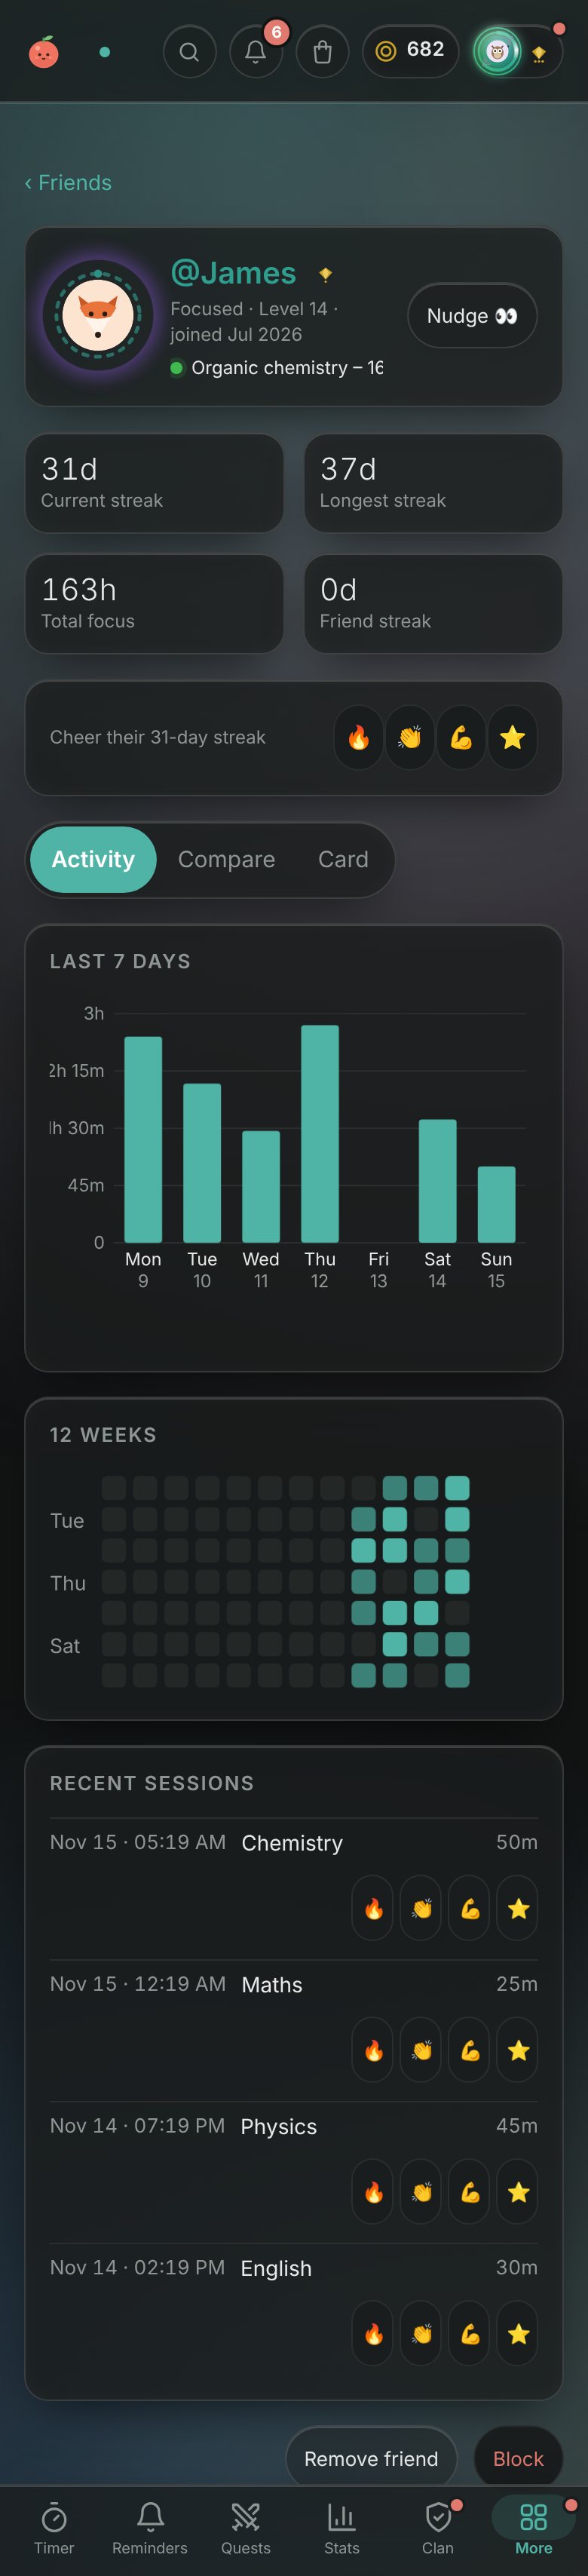 6
682
‹ Friends
@James
Focused · Level 14 ·
joined Jul 2026
Nudge 👀
Organic chemistry – 16
31d
Current streak
37d
Longest streak
163h
Total focus
0d
Friend streak
Cheer their 31-day streak
🔥 👏 💪 ⭐
Activity
Compare
Card
LAST 7 DAYS
3h
2h 15m
h 30m
45m
0
Mon Tue Wed Thu Fri Sat Sun
9 10 11 12 13 14 15
12 WEEKS
Tue
Thu
Sat
RECENT SESSIONS
Nov 15 · 05:19 AM Chemistry 50m
🔥 👏 💪 ⭐
Nov 15 · 12:19 AM Maths 25m
🔥 👏 💪 ⭐
Nov 14 · 07:19 PM Physics 45m
🔥 👏 💪 ⭐
Nov 14 · 02:19 PM English 30m
🔥 👏 💪 ⭐
Remove friend
Block
Timer
Reminders
Quests
Stats
Clan
More